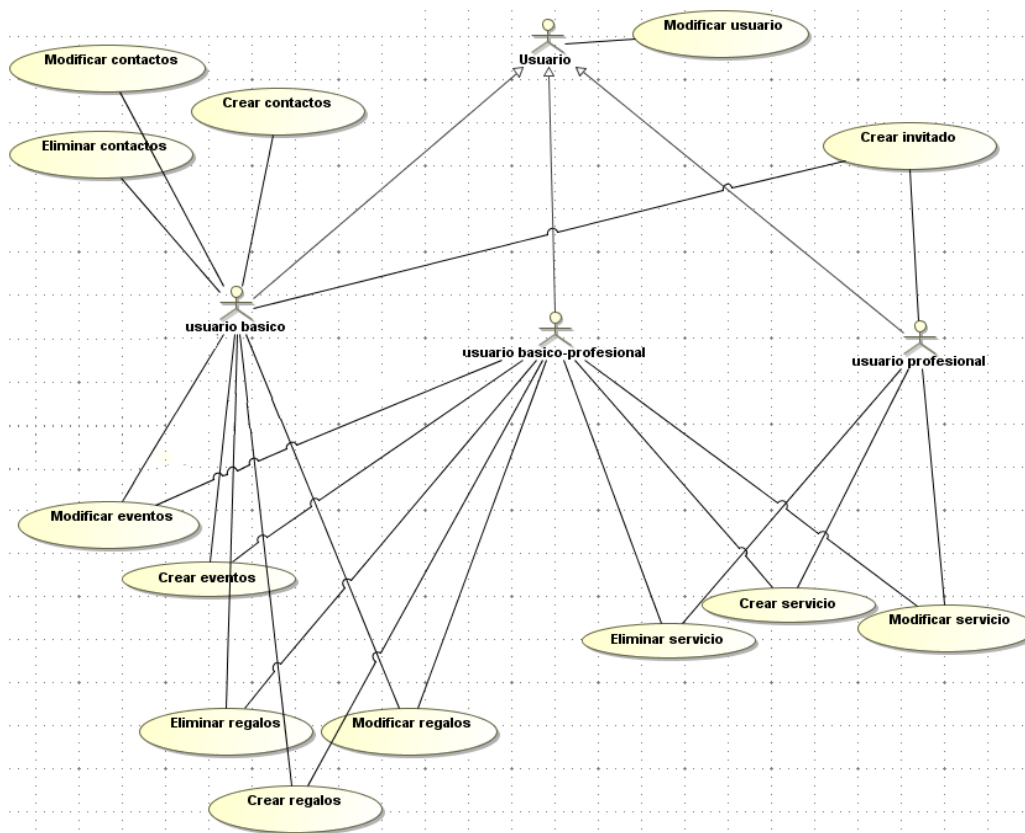 Modificar usuario
Usuario
Modificar contactos
Crear contactos
Eliminar contactos
Crear invitado
usuario basico
usuario basico-profesional
usuario profesional
Modificar eventos
Crear eventos
Crear servicio
Modificar servicio
Eliminar servicio
Eliminar regalos
Modificar regalos
Crear regalos